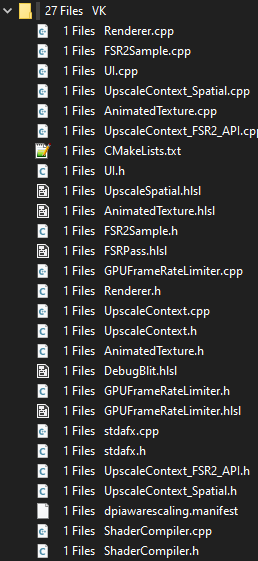 27 Files VK
1 Files Renderer.cpp
1 Files FSR2Sample.cpp
1 Files UI.cpp
1 Files UpscaleContext_Spatial.cpp
1 Files AnimatedTexture.cpp
1 Files UpscaleContext_FSR2_API.cpp
1 Files CMakeLists.txt
1 Files UI.h
1 Files UpscaleSpatial.hlsl
1 Files AnimatedTexture.hlsl
1 Files FSR2Sample.h
1 Files FSRPass.hlsl
1 Files GPUFrameRateLimiter.cpp
1 Files Renderer.h
1 Files UpscaleContext.cpp
1 Files UpscaleContext.h
1 Files AnimatedTexture.h
1 Files DebugBlit.hlsl
1 Files GPUFrameRateLimiter.h
1 Files GPUFrameRateLimiter.hlsl
1 Files stdafx.cpp
1 Files stdafx.h
1 Files UpscaleContext_FSR2_API.h
1 Files UpscaleContext_Spatial.h
1 Files dpiawarescaling.manifest
1 Files ShaderCompiler.cpp
1 Files ShaderCompiler.h